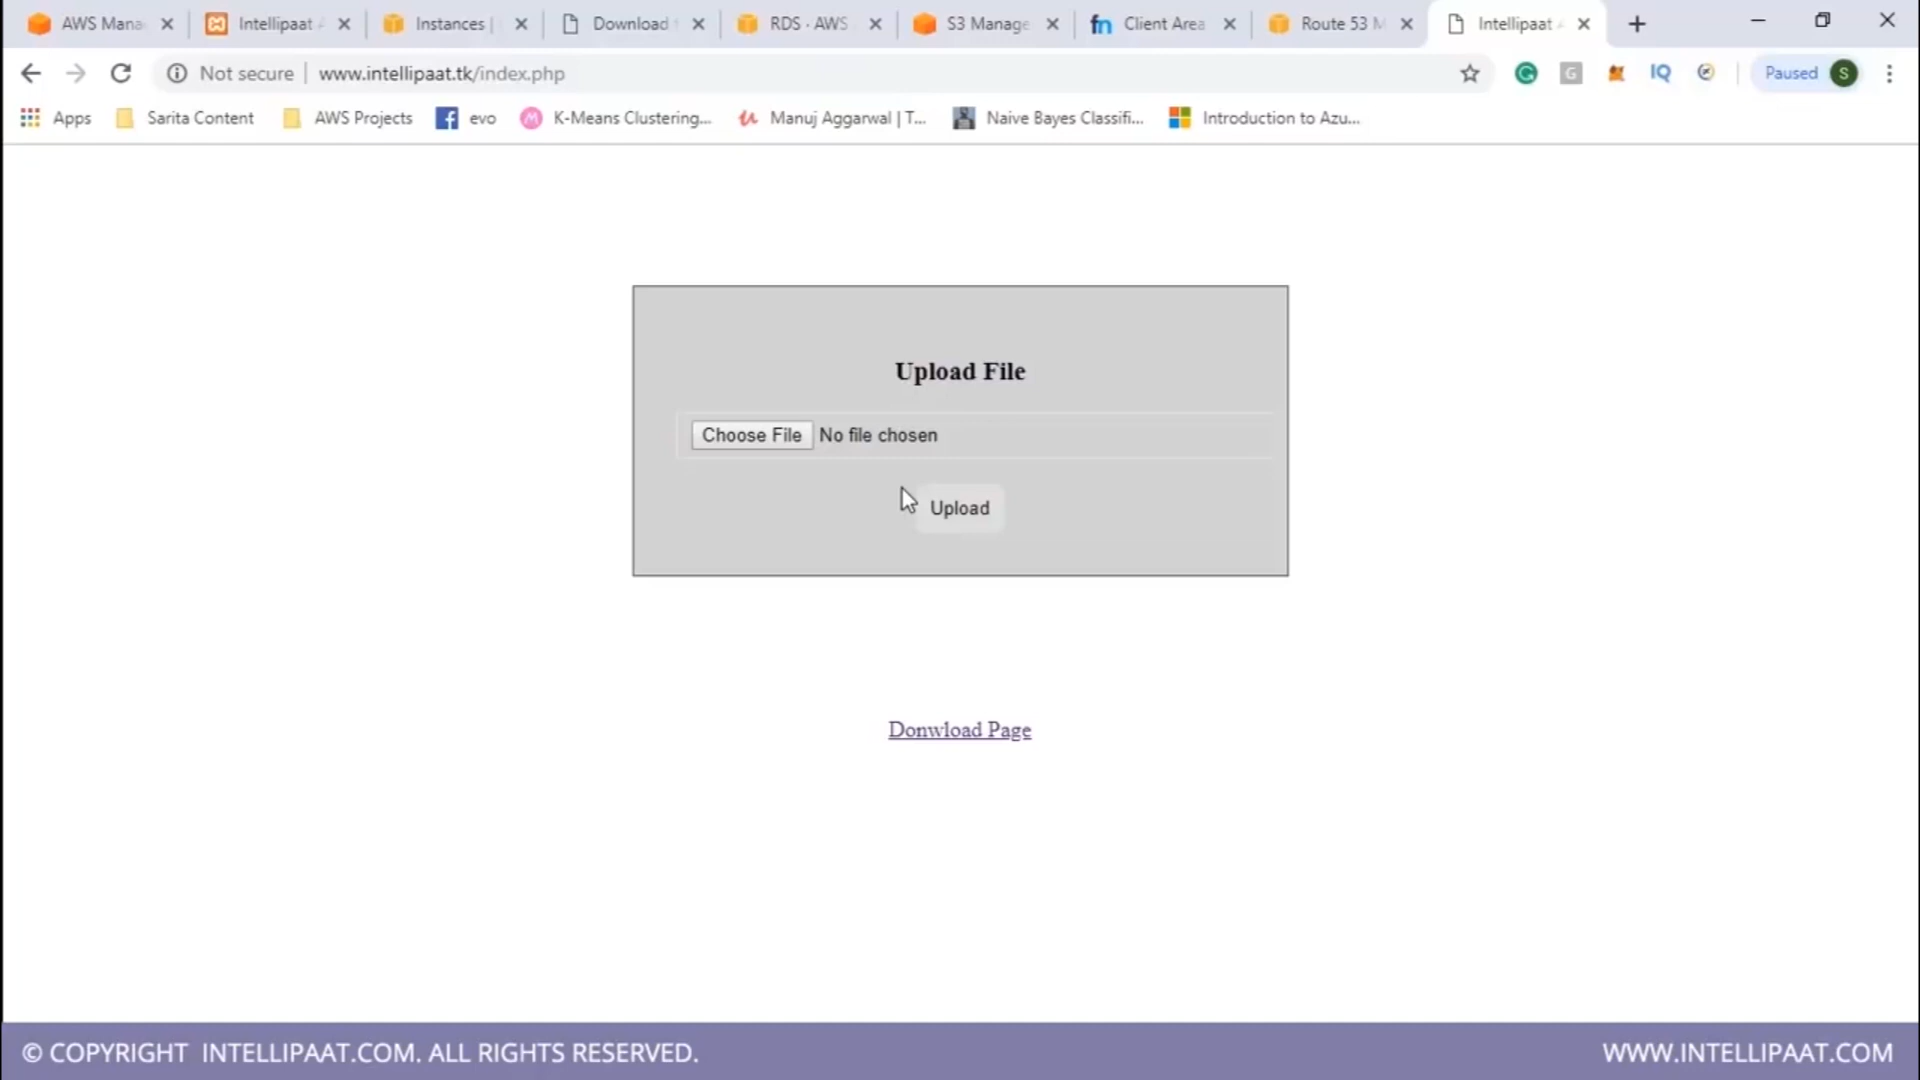 AWS Mana
Intellipaat A
Instances |
Download
RDS · AWS
S3 Manage
Client Area
Route 53 M
Intellipaat A
Not secure
www.intellipaat.tk/index.php
Paused
S
Apps
Sarita Content
AWS Projects
evo
K-Means Clustering...
Manuj Aggarwal | T...
Naive Bayes Classifi...
Introduction to Azu...
Upload File
Choose File No file chosen
Upload
Donwload Page
© COPYRIGHT INTELLIPAAT.COM. ALL RIGHTS RESERVED.
WWW.INTELLIPAAT.COM